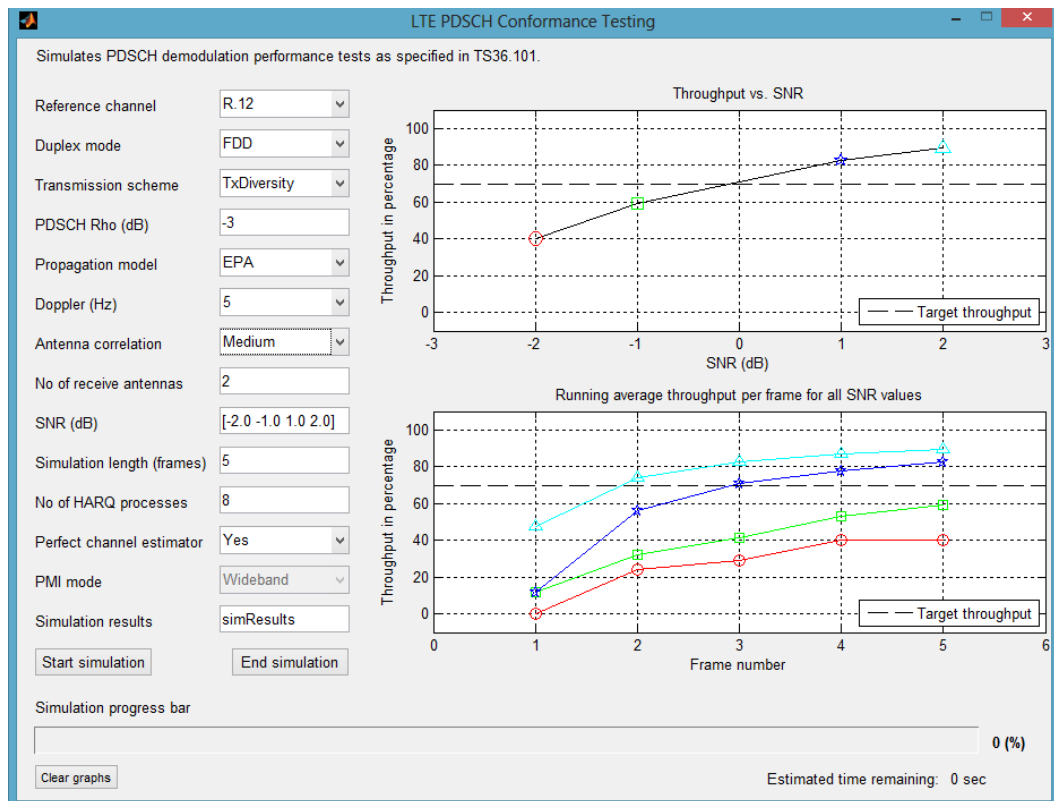 LTE PDSCH Conformance Testing
Simulates PDSCH demodulation performance tests as specified in TS36.101.
Reference channel R.12
Duplex mode FDD
Transmission scheme TxDiversity
PDSCH Rho (dB) -3
Propagation model EPA
Doppler (Hz) 5
Antenna correlation Medium
No of receive antennas 2
SNR (dB) [-2.0 -1.0 1.0 2.0]
Simulation length (frames) 5
No of HARQ processes 8
Perfect channel estimator Yes
PMI mode Wideband
Simulation results simResults
Start simulation End simulation
Throughput vs. SNR
Throughput in percentage
100
80
60
40
20
0
Target throughput
-3 -2 -1 0 1 2 3
SNR (dB)
Running average throughput per frame for all SNR values
Throughput in percentage
100
80
60
40
20
0
Target throughput
0 1 2 3 4 5 6
Frame number
Simulation progress bar
0 (%)
Clear graphs
Estimated time remaining: 0 sec